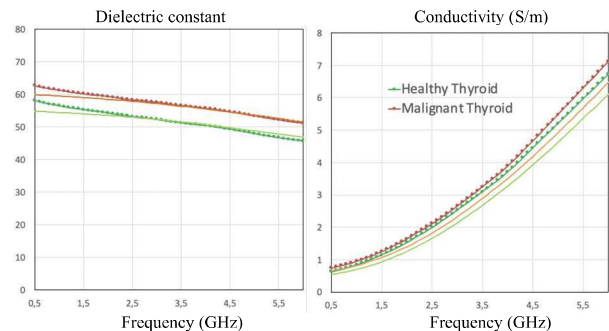 Dielectric constant
80
70
60
50
40
30
20
10
0
0,5 1,5 2,5 3,5 4,5 5,5
Frequency (GHz)
Conductivity (S/m)
8
7
6
5
4
3
2
1
0
Healthy Thyroid
Malignant Thyroid
0,5 1,5 2,5 3,5 4,5 5,5
Frequency (GHz)